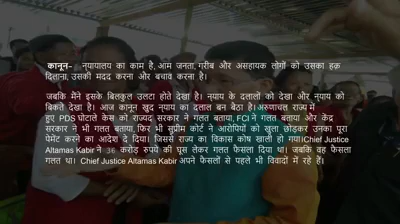 कानून– न्यायालय का काम है, आम जनता, गरीब और असहायक लोगों को उसका हक़
दिलाना, उसकी मदद करना और बचाव करना है।
जबकि मैंने इसके बिलकुल उलटा होते देखा है। न्याय के दलालों को देखा और न्याय को
बिकते देखा है। आज कानून खुद न्याय का दलाल बन बैठा है।अरुणाचल राज्य में
हुए PDS घोटाले केस को राज्य सरकार ने गलत बताया, FCI ने गलत बताया और केंद्र
सरकार ने भी गलत बताया, फिर भी सुप्रीम कोर्ट ने आरोपियों को खुला छोड़कर उनका पूरा
पेमेंट करने का आदेश दे दिया। जिससे राज्य का विकास कोष खाली हो गया।Chief Justice
Altamas Kabir ने 36 करोड़ रुपये की घूस लेकर गलत फैसला दिया था। जबकि वह फैसला
गलत था। Chief Justice Altamas Kabir अपने फैसलों से पहले भी विवादों में रहे हैं।